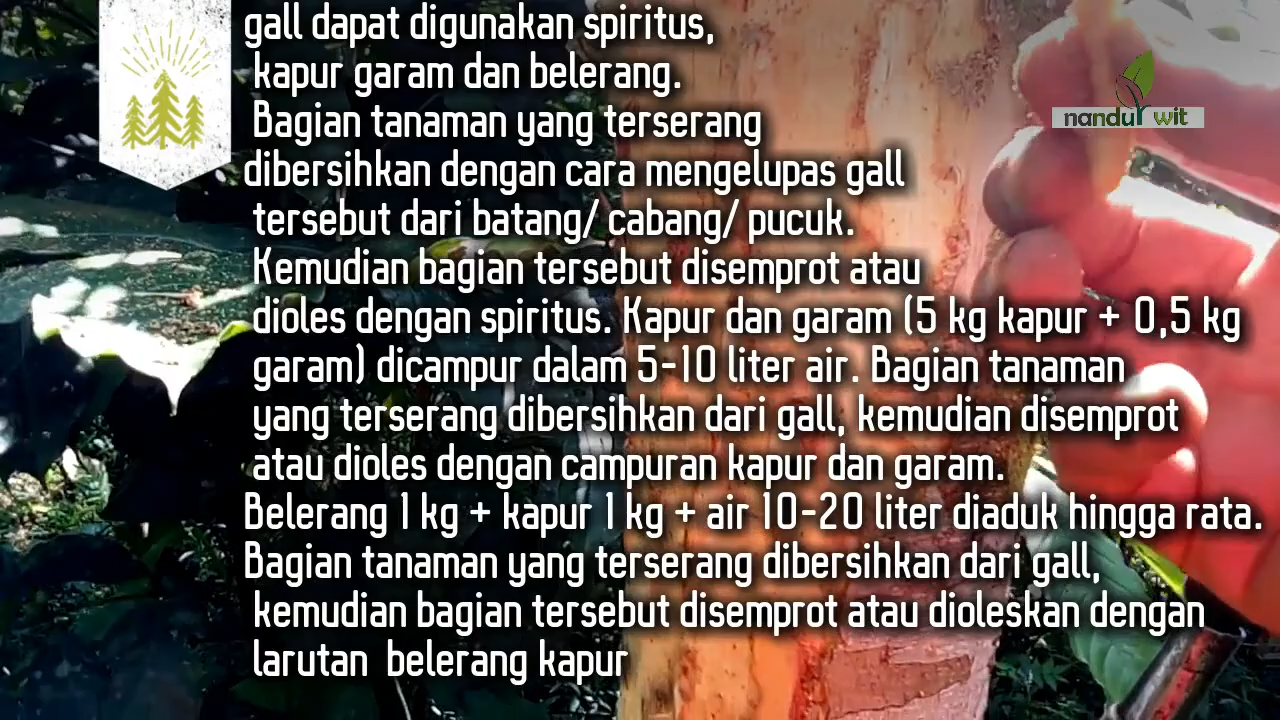 gall dapat digunakan spiritus,
kapur garam dan belerang.
nandur wit
Bagian tanaman yang terserang
dibersihkan dengan cara mengelupas gall
tersebut dari batang/ cabang/ pucuk.
Kemudian bagian tersebut disemprot atau
dioles dengan spiritus. Kapur dan garam (5 kg kapur + 0,5 kg
garam) dicampur dalam 5-10 liter air. Bagian tanaman
yang terserang dibersihkan dari gall, kemudian disemprot
atau dioles dengan campuran kapur dan garam.
Belerang 1 kg + kapur 1 kg + air 10-20 liter diaduk hingga rata.
Bagian tanaman yang terserang dibersihkan dari gall,
kemudian bagian tersebut disemprot atau dioleskan dengan
larutan belerang kapur